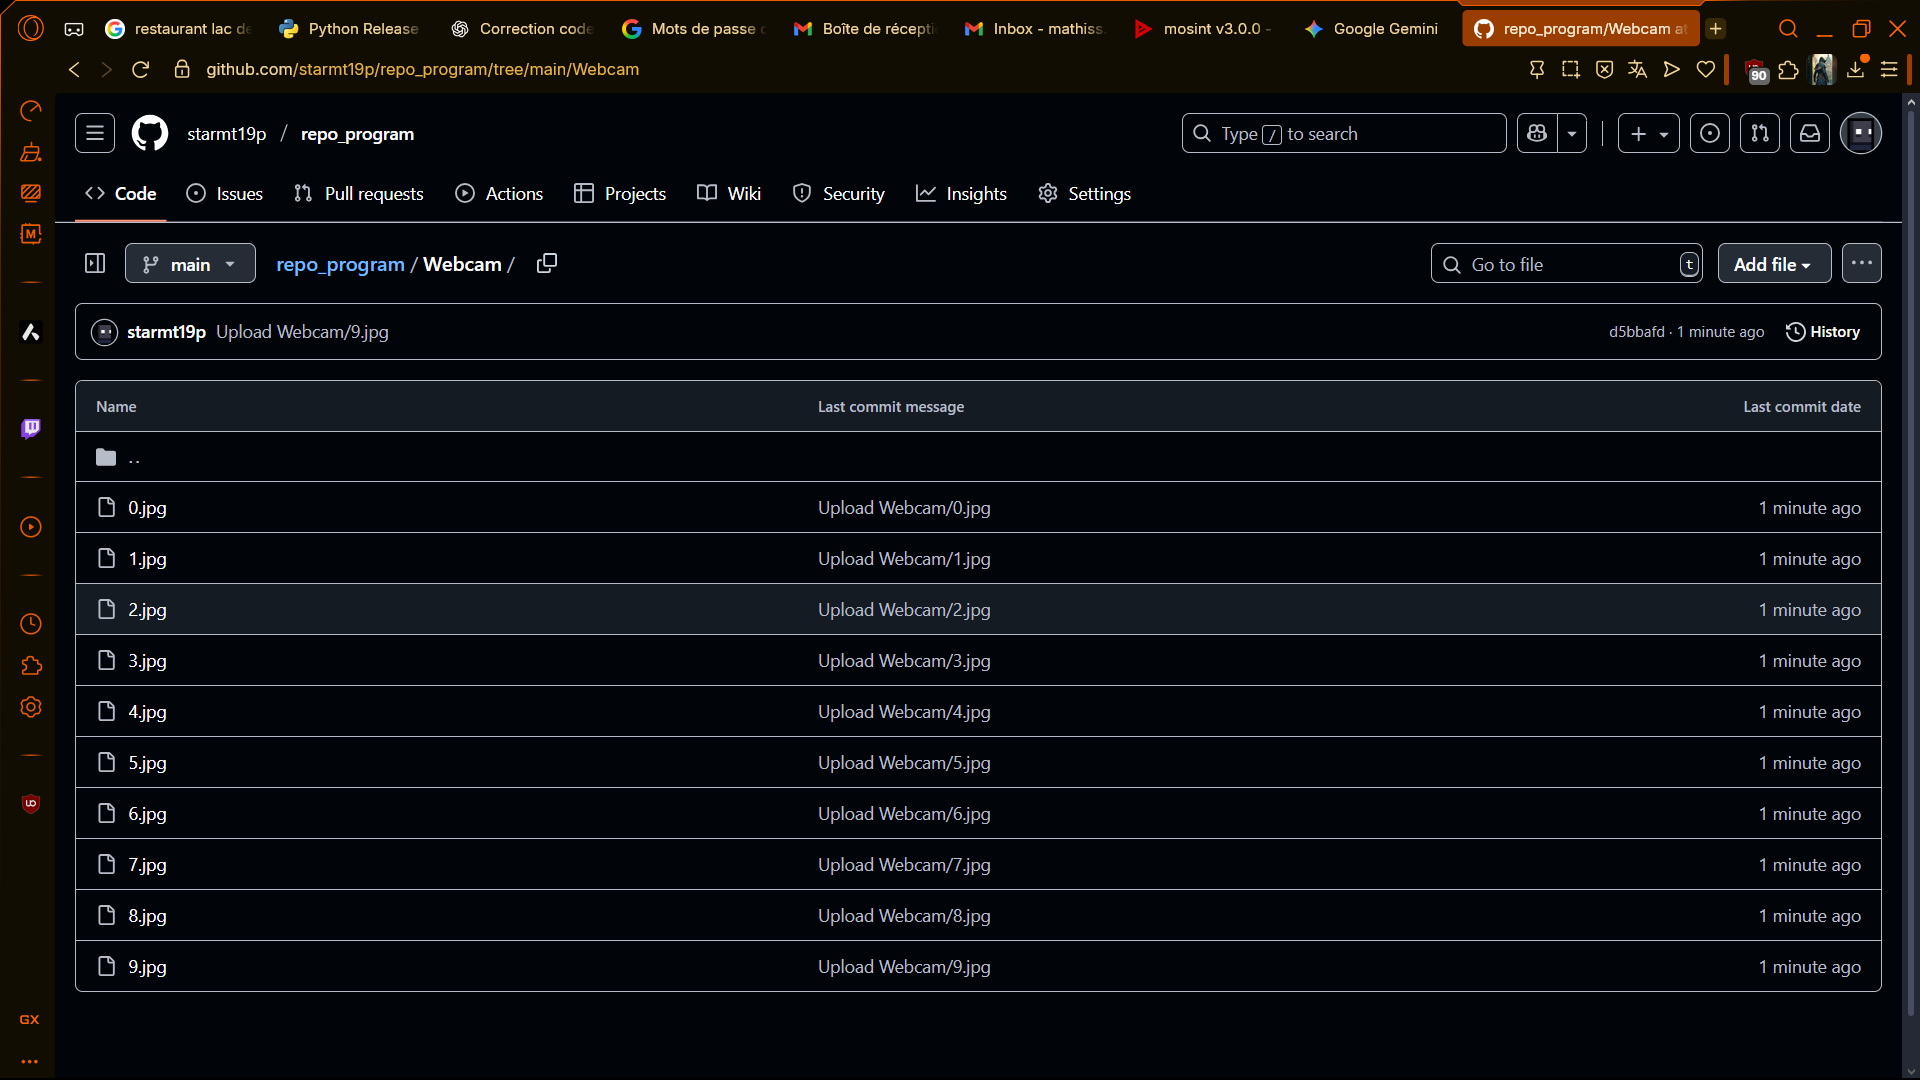 restaurant lac de
Python Release
Correction code
Mots de passe
Boîte de récepti
Inbox - mathiss.
mosint v3.0.0 -
Google Gemini
repo_program/Webcam at
github.com/starmt19p/repo_program/tree/main/Webcam
90
starmt19p / repo_program
Type / to search
Code
Issues
Pull requests
Actions
Projects
Wiki
Security
Insights
Settings
main
repo_program / Webcam /
Go to file
t
Add file
starmt19p Upload Webcam/9.jpg
d5bbafd · 1 minute ago
History
Name
Last commit message
Last commit date
..
0.jpg Upload Webcam/0.jpg 1 minute ago
1.jpg Upload Webcam/1.jpg 1 minute ago
2.jpg Upload Webcam/2.jpg 1 minute ago
3.jpg Upload Webcam/3.jpg 1 minute ago
4.jpg Upload Webcam/4.jpg 1 minute ago
5.jpg Upload Webcam/5.jpg 1 minute ago
6.jpg Upload Webcam/6.jpg 1 minute ago
7.jpg Upload Webcam/7.jpg 1 minute ago
8.jpg Upload Webcam/8.jpg 1 minute ago
9.jpg Upload Webcam/9.jpg 1 minute ago
GX